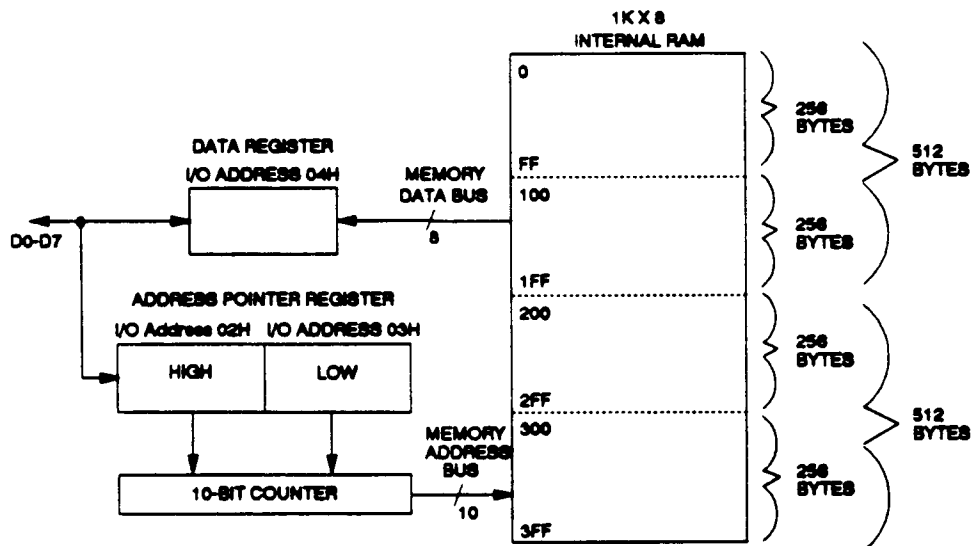 1K X 8
INTERNAL RAM
0
FF
100
1FF
200
2FF
300
3FF
256
BYTES
256
BYTES
256
BYTES
256
BYTES
512
BYTES
512
BYTES
DATA REGISTER
I/O ADDRESS 04H
MEMORY
DATA BUS
8
D0-D7
ADDRESS POINTER REGISTER
I/O Address 02H I/O ADDRESS 03H
HIGH LOW
10-BIT COUNTER
MEMORY
ADDRESS
BUS
10